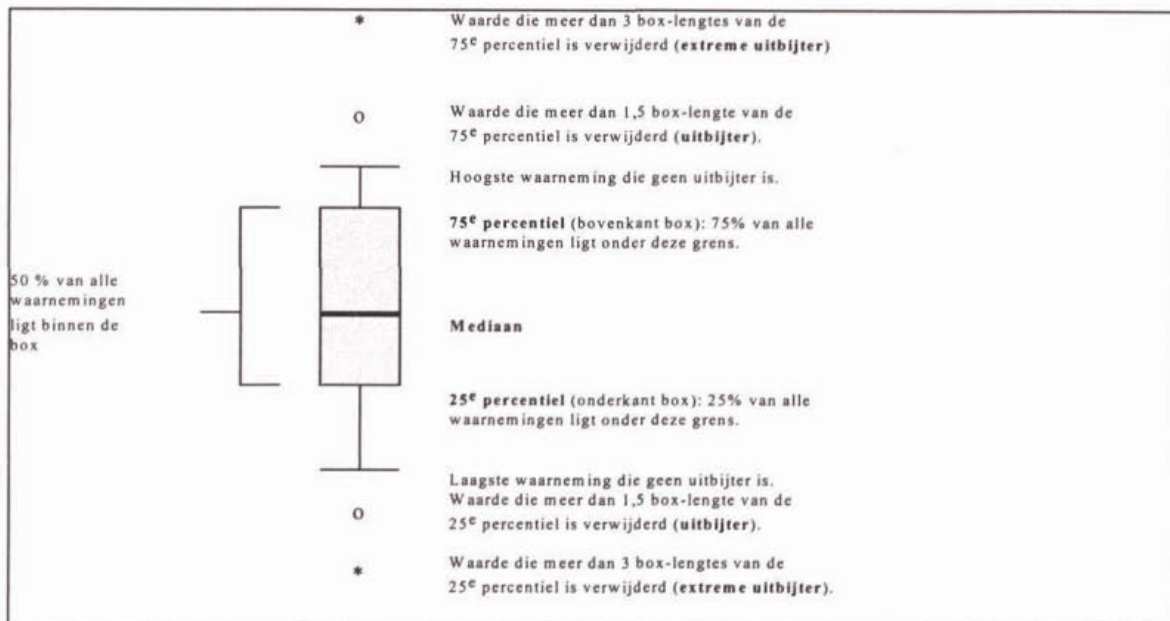 * Waarde die meer dan 3 box-lengtes van de
75e percentiel is verwijderd (extreme uitbijter)
o Waarde die meer dan 1,5 box-lengte van de
75e percentiel is verwijderd (uitbijter).
Hoogste waarneming die geen uitbijter is.
75e percentiel (bovenkant box): 75% van alle
waarnemingen ligt onder deze grens.
50 % van alle
waarnemingen
ligt binnen de
box
Mediaan
25e percentiel (onderkant box): 25% van alle
waarnemingen ligt onder deze grens.
Laagste waarneming die geen uitbijter is.
o Waarde die meer dan 1,5 box-lengte van de
25e percentiel is verwijderd (uitbijter).
* Waarde die meer dan 3 box-lengtes van de
25e percentiel is verwijderd (extreme uitbijter).